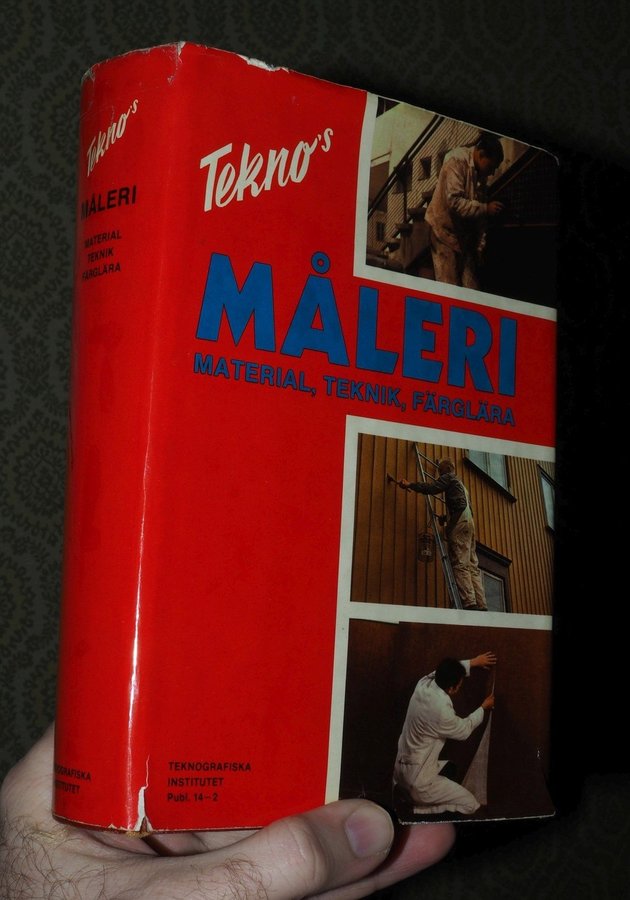 Tekno's
MÅLERI
MATERIAL
TEKNIK
FÄRGLÄRA
TEKNOGRAFISKA
INSTITUTET
Tekno's
MÅLERI
MATERIAL, TEKNIK, FÄRGLÄRA
TEKNOGRAFISKA
INSTITUTET
Publ. 14-2